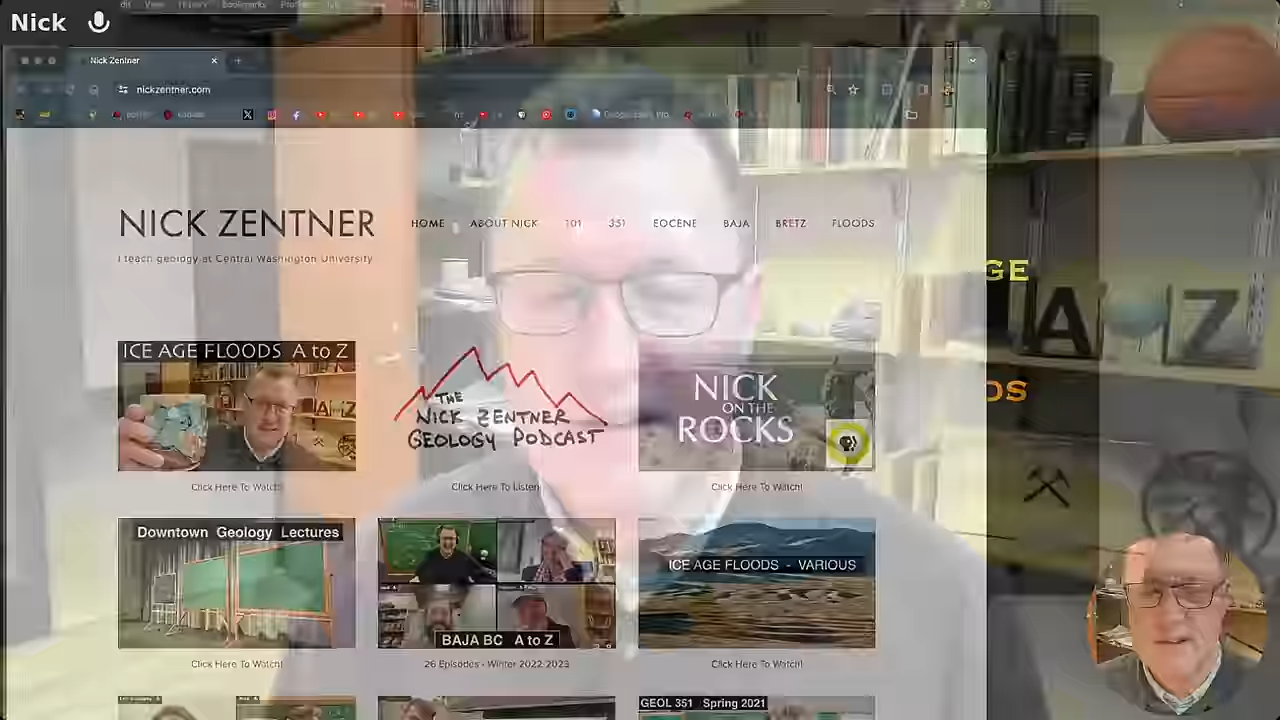 Nick
Nick Zentner
nickzentner.com
NICK ZENTNER
HOME ABOUT NICK 101 351 EOCENE BAJA BRETZ FLOODS
I teach geology at Central Washington University
GE
A Z
DS
ICE AGE FLOODS A to Z
THE
NICK ZENTNER
GEOLOGY PODCAST
NICK
ON THE
ROCKS
Click Here To Watch!
Click Here To Listen
Click Here To Watch!
Downtown Geology Lectures
BAJA BC A to Z
ICE AGE FLOODS - VARIOUS
Click Here To Watch!
26 Episodes - Winter 2022-2023
Click Here To Watch!
GEOL 351 Spring 2021